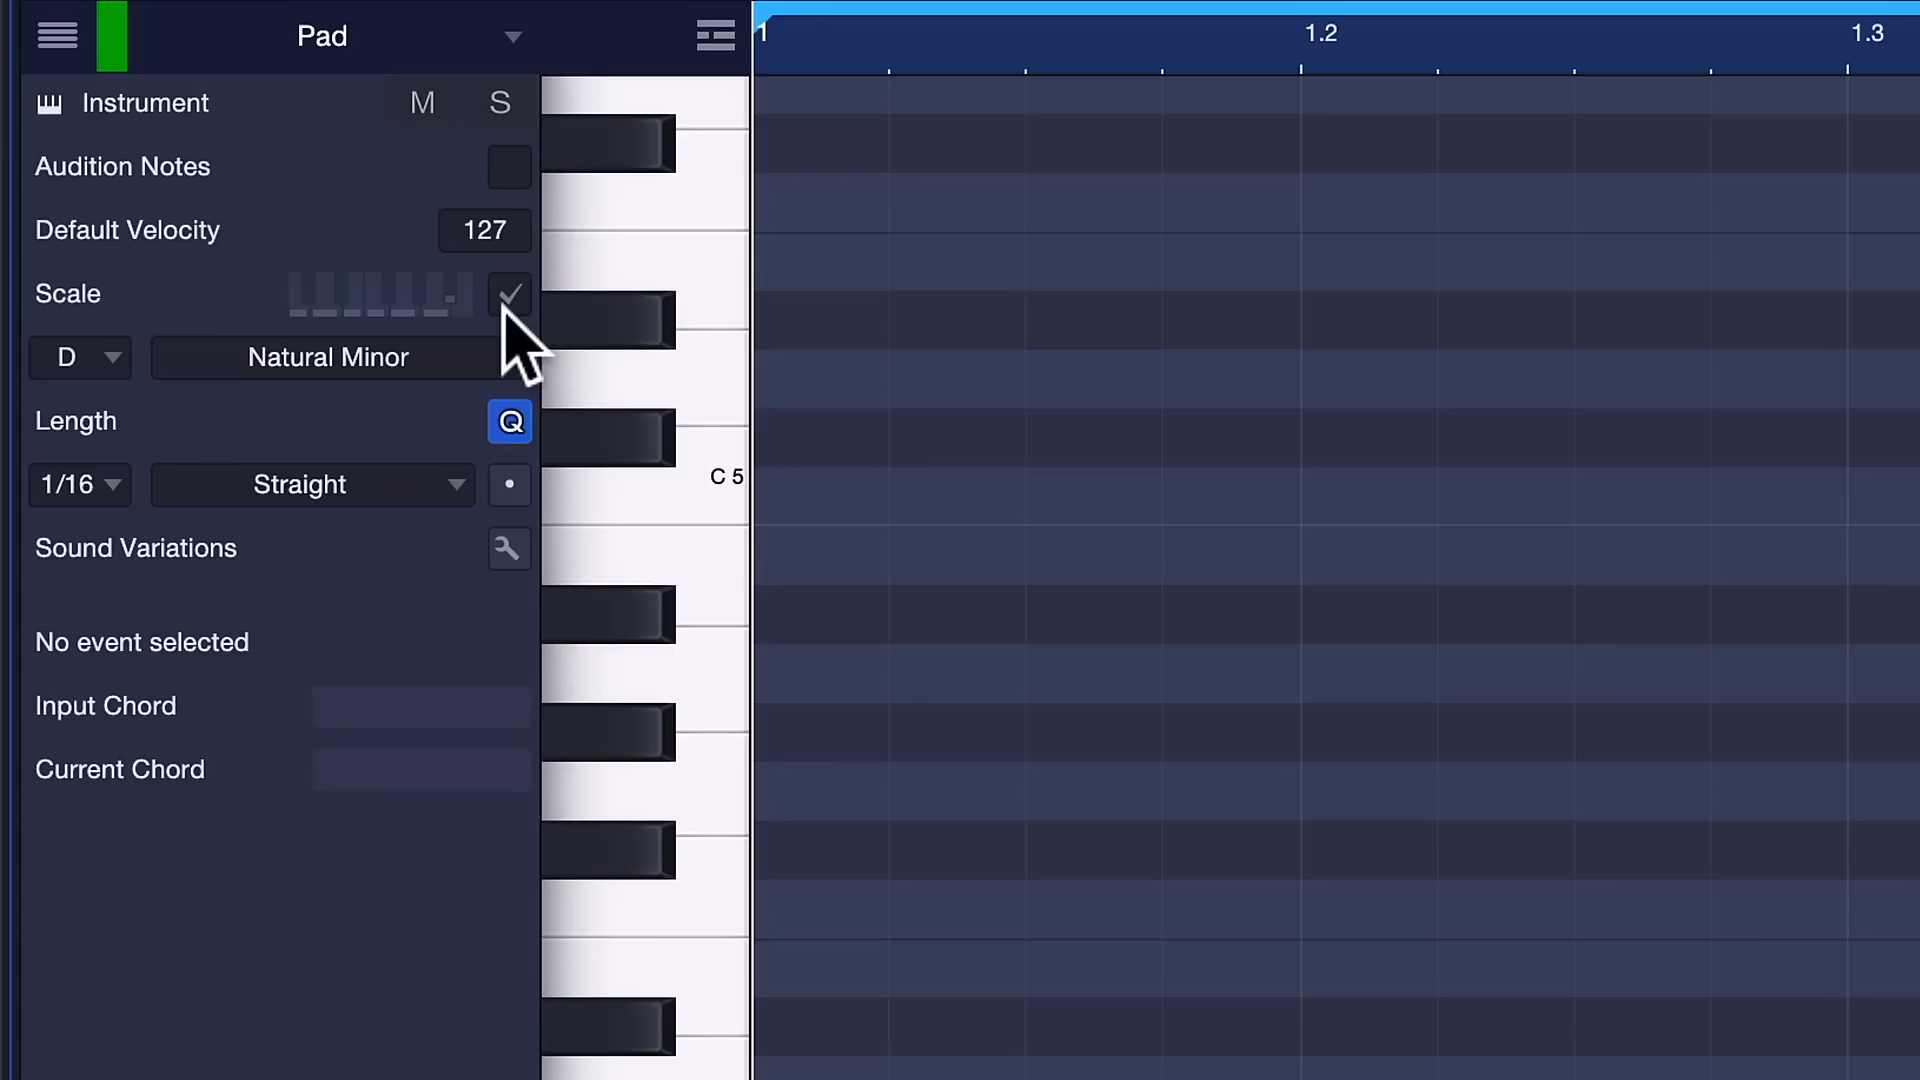 Pad
1 1.2 1.3
Instrument M S
Audition Notes
Default Velocity 127
Scale
D Natural Minor
Length Q
C 5
1/16 Straight
Sound Variations
No event selected
Input Chord
Current Chord